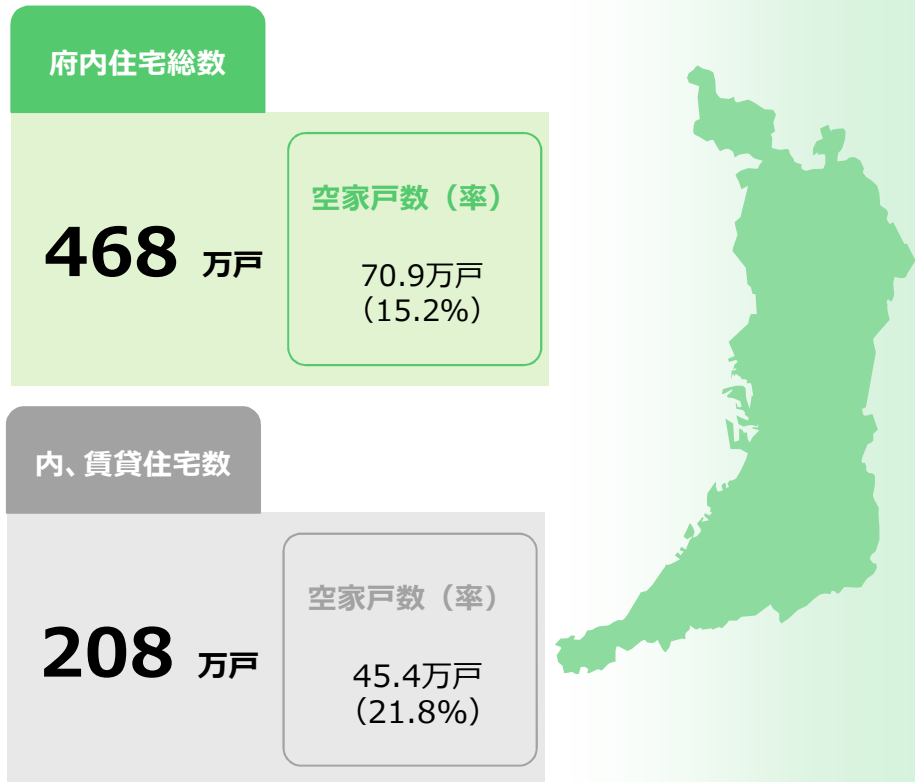 府内住宅総数
468 万戸
空家戸数（率）
70.9万戸
（15.2%）
内、賃貸住宅数
208 万戸
空家戸数（率）
45.4万戸
（21.8%）